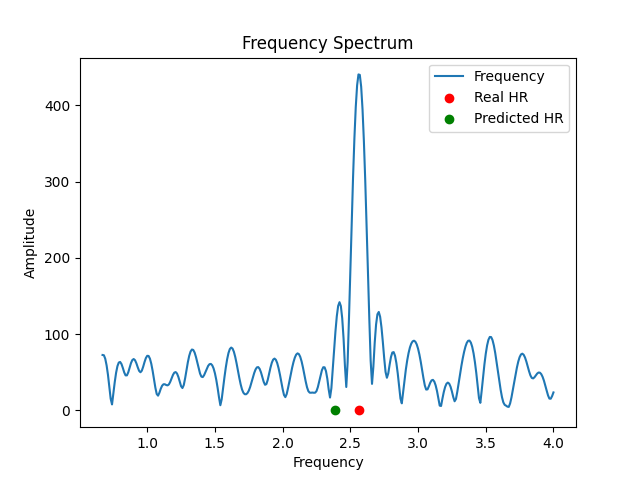 Frequency Spectrum
Frequency
Real HR
Predicted HR
Amplitude
400
300
200
100
0
1.0 1.5 2.0 2.5 3.0 3.5 4.0
Frequency